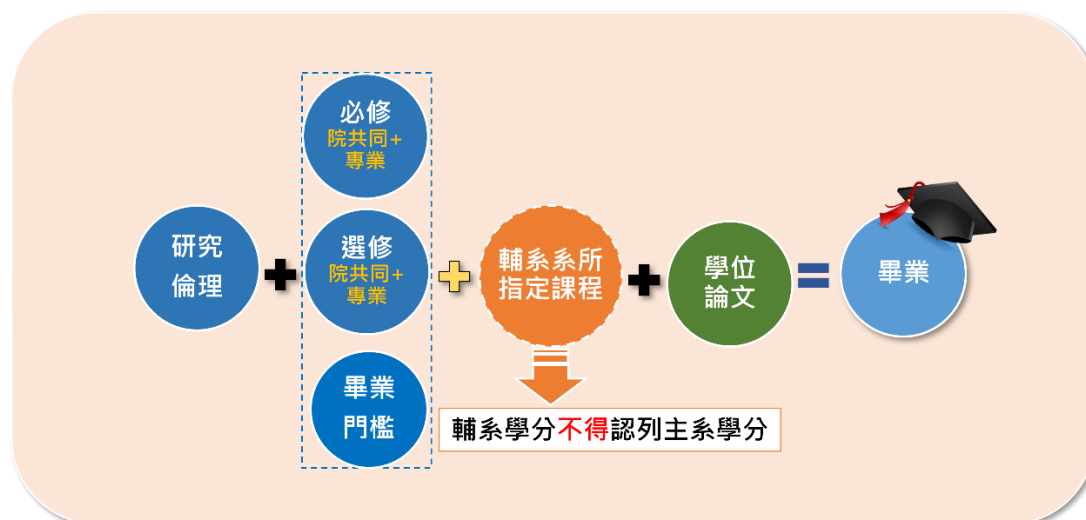 研究
倫理
必修
院共同+
專業
選修
院共同+
專業
畢業
門檻
輔系系所
指定課程
學位
論文
畢業
輔系學分不得認列主系學分